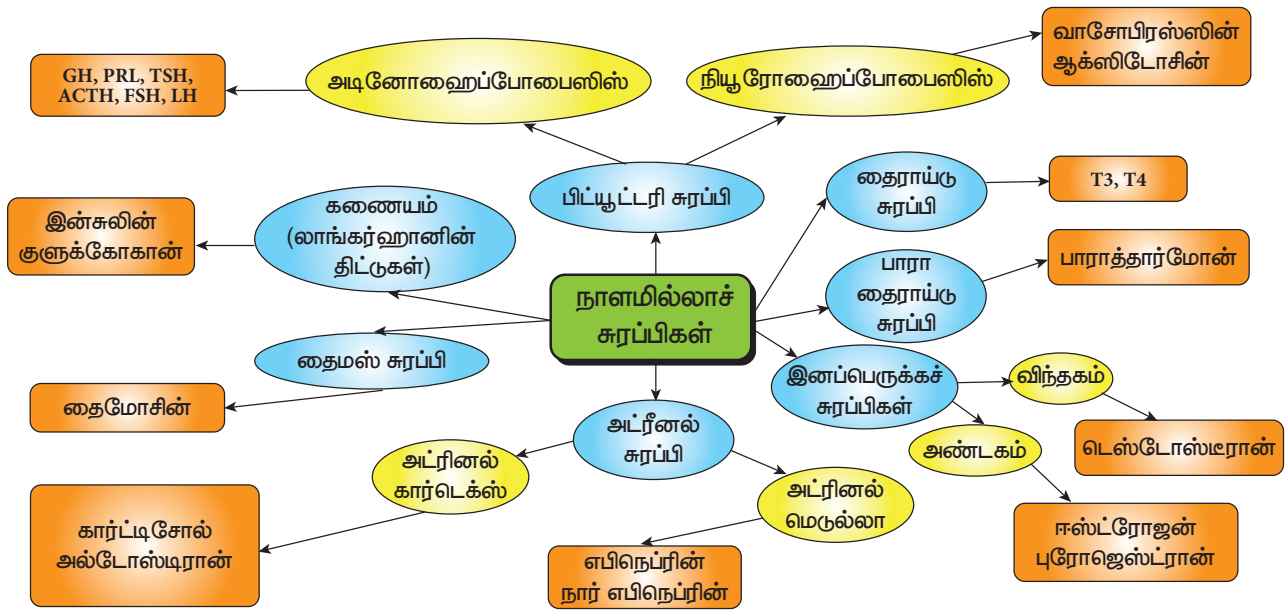 GH, PRL, TSH,
ACTH, FSH, LH
அடினோஹைப்போபைஸிஸ்
நியூரோஹைப்போபைஸிஸ்
வாசோபிரஸ்ஸின்
ஆக்ஸிடோசின்
பிட்யூட்டரி சுரப்பி
தைராய்டு
சுரப்பி
T3, T4
இன்சுலின்
குளுக்கோகான்
கணையம்
(லாங்கர்ஹானின்
திட்டுகள்)
நாளமில்லாச்
சுரப்பிகள்
பாரா
தைராய்டு
சுரப்பி
பாராத்தார்மோன்
தைமஸ் சுரப்பி
தைமோசின்
இனப்பெருக்கச்
சுரப்பிகள்
விந்தகம்
டெஸ்டோஸ்டீரான்
அண்டகம்
ஈஸ்ட்ரோஜன்
புரோஜெஸ்ட்ரான்
அட்ரீனல்
சுரப்பி
அட்ரினல்
கார்டெக்ஸ்
கார்ட்டிசோல்
அல்டோஸ்டிரான்
அட்ரினல்
மெடுல்லா
எபிநெப்ரின்
நார் எபிநெப்ரின்